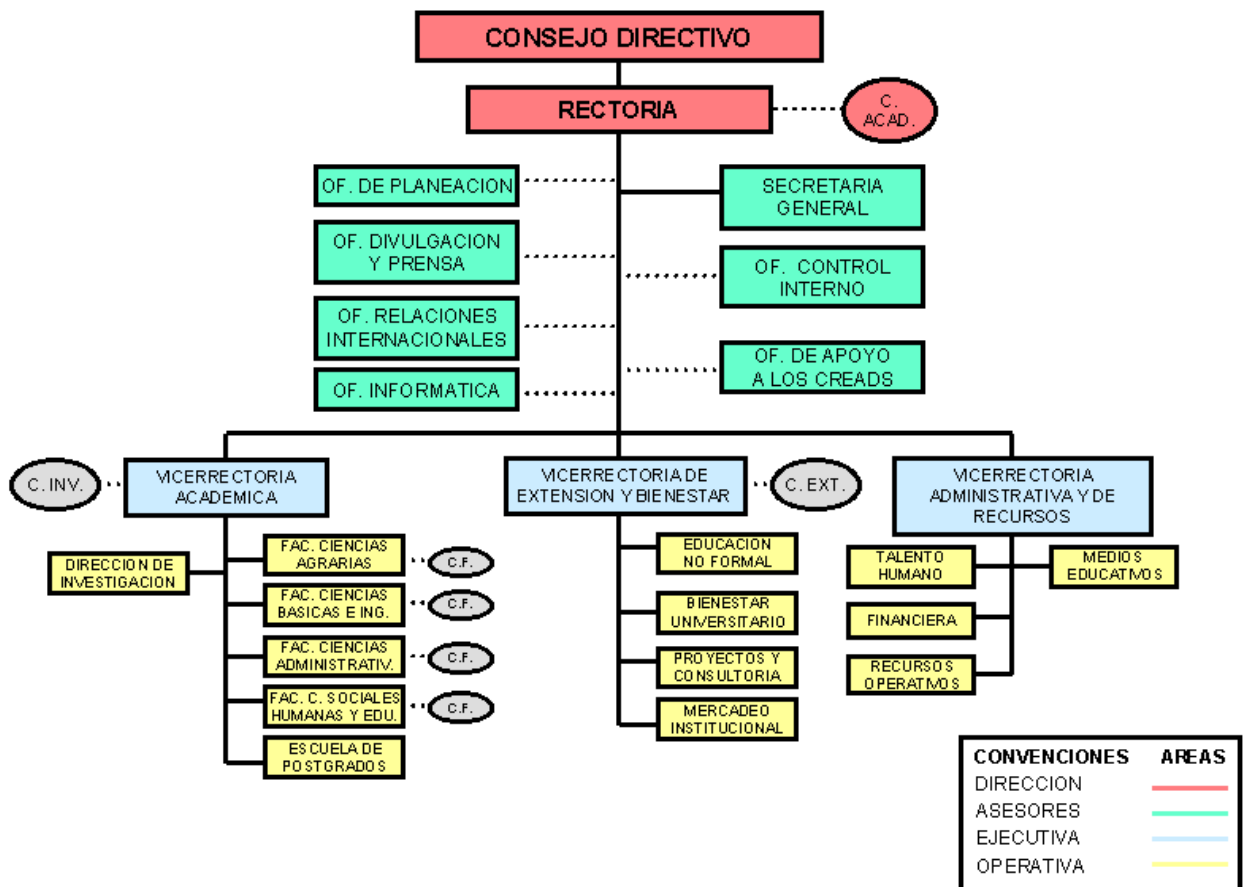 CONSEJO DIRECTIVO
RECTORIA
C.
ACAD.
OF. DE PLANEACION
SECRETARIA
GENERAL
OF. DIVULGACION
Y PRENSA
OF. CONTROL
INTERNO
OF. RELACIONES
INTERNACIONALES
OF. DE APOYO
A LOS CREADS
OF. INFORMATICA
C. INV.
VICERRECTORIA
ACADEMICA
VICERRECTORIA DE
EXTENSION Y BIENESTAR
C. EXT.
VICERRECTORIA
ADMINISTRATIVA Y DE
RECURSOS
DIRECCION DE
INVESTIGACION
FAC. CIENCIAS
AGRARIAS
C.F.
FAC. CIENCIAS
BASICAS E ING.
C.F.
FAC. CIENCIAS
ADMINISTRATIV.
C.F.
FAC. C. SOCIALES
HUMANAS Y EDU.
C.F.
ESCUELA DE
POSTGRADOS
EDUCACION
NO FORMAL
BIENESTAR
UNIVERSITARIO
PROYECTOS Y
CONSULTORIA
MERCADEO
INSTITUCIONAL
TALENTO
HUMANO
MEDIOS
EDUCATIVOS
FINANCIERA
RECURSOS
OPERATIVOS
CONVENCIONES AREAS
DIRECCION
ASESORES
EJECUTIVA
OPERATIVA